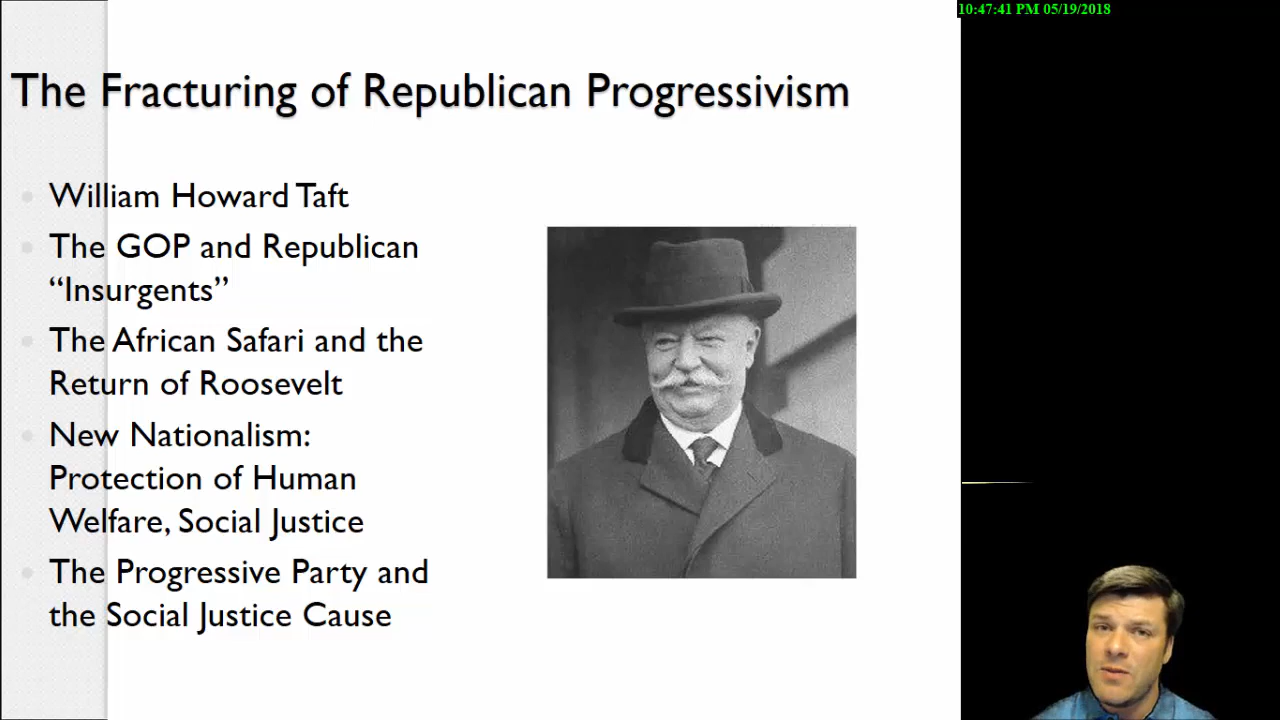 10:47:41 PM 05/19/2018
The Fracturing of Republican Progressivism
William Howard Taft
The GOP and Republican
“Insurgents”
The African Safari and the
Return of Roosevelt
New Nationalism:
Protection of Human
Welfare, Social Justice
The Progressive Party and
the Social Justice Cause